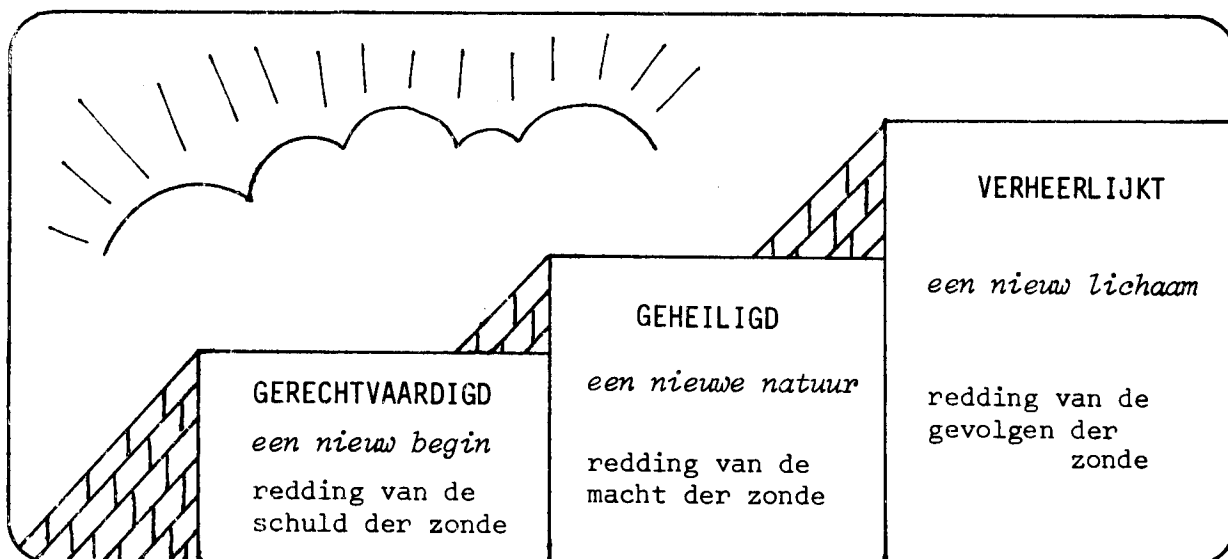 GERECHTVAARDIGD
een nieuw begin
redding van de
schuld der zonde
GEHEILIGD
een nieuwe natuur
redding van de
macht der zonde
VERHEERLIJKT
een nieuw lichaam
redding van de
gevolgen der
zonde